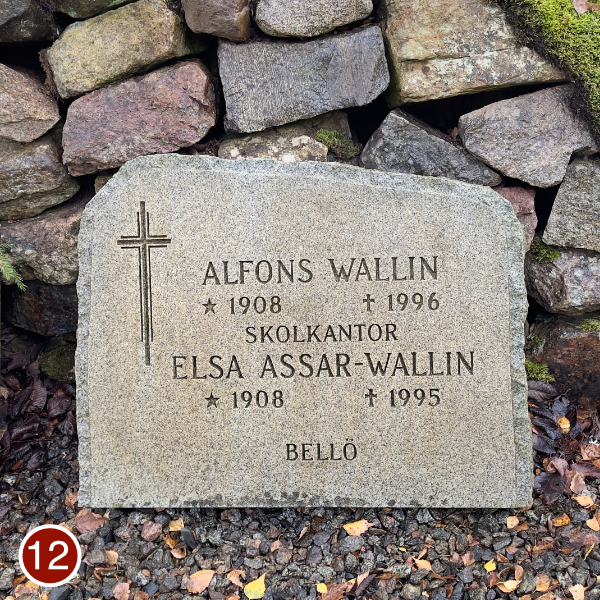 ALFONS WALLIN
★ 1908 † 1996
SKOLKANTOR
ELSA ASSAR-WALLIN
★ 1908 † 1995
BELLÖ
12